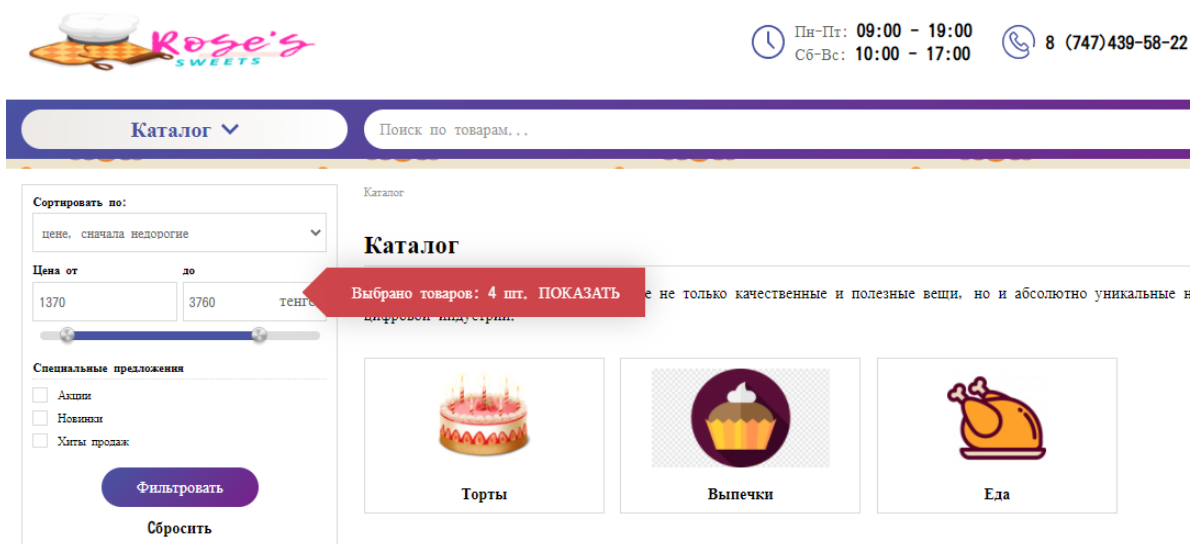 Rose's
SWEETS
Пн-Пт: 09:00 - 19:00
Сб-Вс: 10:00 - 17:00
8 (747)439-58-22
Каталог
Поиск по товарам...
Каталог
Сортировать по:
цене, сначала недорогие
Каталог
Цена от
до
1370
3760
тенге
Выбрано товаров: 4 шт. ПОКАЗАТЬ
е не только качественные и полезные вещи, но и абсолютно уникальные н
цифровой индустрии.
Специальные предложения
Акции
Новинки
Хиты продаж
Фильтровать
Сбросить
Торты
Выпечки
Еда